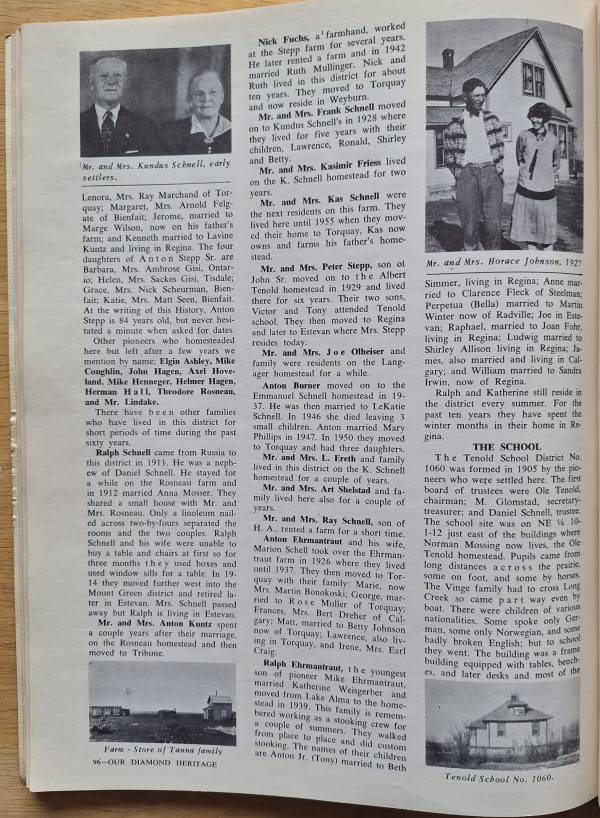 Mr. and Mrs. Kundus Schnell, early
settlers.
Lenora, Mrs. Ray Marchand of Tor-
quay; Margaret, Mrs. Arnold Felg-
ate of Bienfait; Jerome, married to
Marge Wilson, now on his father's
farm; and Kenneth married to Lavine
Kuntz and living in Regina. The four
daughters of Anton Stepp Sr. are
Barbara, Mrs. Ambrose Gisi, Ontar-
io; Helen, Mrs. Sackes Gisi, Tisdale;
Grace, Mrs. Nick Scheurman, Bien-
fait; Katie, Mrs. Matt Seen, Bienfait.
At the writing of this History, Anton
Stepp is 84 years old, but never hesi-
tated a minute when asked for dates.
Other pioneers who homesteaded
here but left after a few years we
mention by name; Elgin Ashley, Mike
Coughlin, John Hagen, Axel Hove-
land, Mike Henneger, Helmer Hagen,
Herman Hall, Theodore Rosneau,
and Mr. Lindake.
There have been other families
who have lived in this district for
short periods of time during the past
sixty years.
Ralph Schnell came from Russia to
this district in 1911. He was a neph-
ew of Daniel Schnell. He stayed for
a while on the Rosneau farm and
in 1912 married Anna Mosser. They
shared a small house with Mr. and
Mrs. Rosneau. Only a linoleum nail-
ed across two-by-fours separated the
rooms and the two couples. Ralph
Schnell and his wife were unable to
buy a table and chairs at first so for
three months they used boxes and
used window sills for a table. In 19-
14 they moved further west into the
Mount Green district and retired la-
ter in Estevan. Mrs. Schnell passed
away but Ralph is living in Estevan.
Mr. and Mrs. Anton Kuntz spent
a couple years after their marriage,
on the Rosneau homestead and then
moved to Tribune.
Farm - Store of Tanna family
96—OUR DIAMOND HERITAGE
Nick Fuchs, a farmhand, worked
at the Stepp farm for several years.
He later rented a farm and in 1942
married Ruth Mullinger. Nick and
Ruth lived in this district for about
ten years. They moved to Torquay
and now reside in Weyburn.
Mr. and Mrs. Frank Schnell moved
on to Kundus Schnell's in 1928 where
they lived for five years with their
children, Lawrence, Ronald, Shirley
and Betty.
Mr. and Mrs. Kasimir Friess lived
on the K. Schnell homestead for two
years.
Mr. and Mrs. Kas Schnell were
the next residents on this farm. They
lived here until 1955 when they mov-
ed their home to Torquay, Kas now
owns and farms his father's home-
stead.
Mr. and Mrs. Peter Stepp, son of
John Sr. moved on to the Albert
Tenold homestead in 1929 and lived
there for six years. Their two sons,
Victor and Tony attended Tenold
school. They then moved to Regina
and later to Estevan where Mrs. Stepp
resides today.
Mr. and Mrs. Joe Olheiser and
family were residents on the Lang-
ager homestead for a while.
Anton Burner moved on to the
Emmanuel Schnell homestead in 19-
37. He was then married to LeKatie
Schnell. In 1946 she died leaving 3
small children. Anton married Mary
Phillips in 1947. In 1950 they moved
to Torquay and had three daughters.
Mr. and Mrs. L. Ereth and family
lived in this district on the K. Schnell
homestead for a couple of years.
Mr. and Mrs. Art Shelstad and fa-
mily lived here also for a couple of
years.
Mr. and Mrs. Ray Schnell, son of
H. A., rented a farm for a short time.
Anton Ehrmantraut and his wife,
Marion Schell took over the Ehrman-
traut farm in 1926 where they lived
until 1937. They then moved to Tor-
quay with their family: Marie, now
Mrs. Martin Bonokoski; George, mar-
ried to Rose Muller of Torquay;
Frances, Mrs. Bert Dreher of Cal-
gary; Matt, married to Betty Johnson
now of Torquay; Lawrence, also liv-
ing in Torquay, and Irene, Mrs. Earl
Craig.
Ralph Ehrmantraut, the youngest
son of pioneer Mike Ehrmantraut,
married Katherine Weingerber and
moved from Lake Alma to the home-
stead in 1939. This family is remem-
bered working as a stooking crew for
a couple of summers. They walked
from place to place and did custom
stooking. The names of their children
are Anton Jr. (Tony) married to Beth
Mr. and Mrs. Horace Johnson, 1927
Simmer, living in Regina; Anne mar-
ried to Clarence Fleck of Steelman;
Perpetua (Bella) married to Martin
Winter now of Radville; Joe in Este-
van; Raphael, married to Joan Fohr,
living in Regina; Ludwig married to
Shirley Allison living in Regina; Ja-
mes, also married and living in Cal-
gary; and William married to Sandra
Irwin, now of Regina.
Ralph and Katherine still reside in
the district every summer. For the
past ten years they have spent the
winter months in their home in Re-
gina.
THE SCHOOL
The Tenold School District No.
1060 was formed in 1905 by the pio-
neers who were settled here. The first
board of trustees were Ole Tenold,
chairman; M. Glomstad, secretary-
treasurer; and Daniel Schnell, trustee.
The school site was on NE ¼ 10-
1-12 just east of the buildings where
Norman Mossing now lives, the Ole
Tenold homestead. Pupils came from
long distances across the prairie,
some on foot, and some by horses.
The Vinge family had to cross Long
Creek so came part way even by
boat. There were children of various
nationalities. Some spoke only Ger-
man, some only Norwegian, and some
badly broken English; but to school
they went. The building was a frame
building equipped with tables, bench-
es, and later desks and most of the
Tenold School No. 1060.